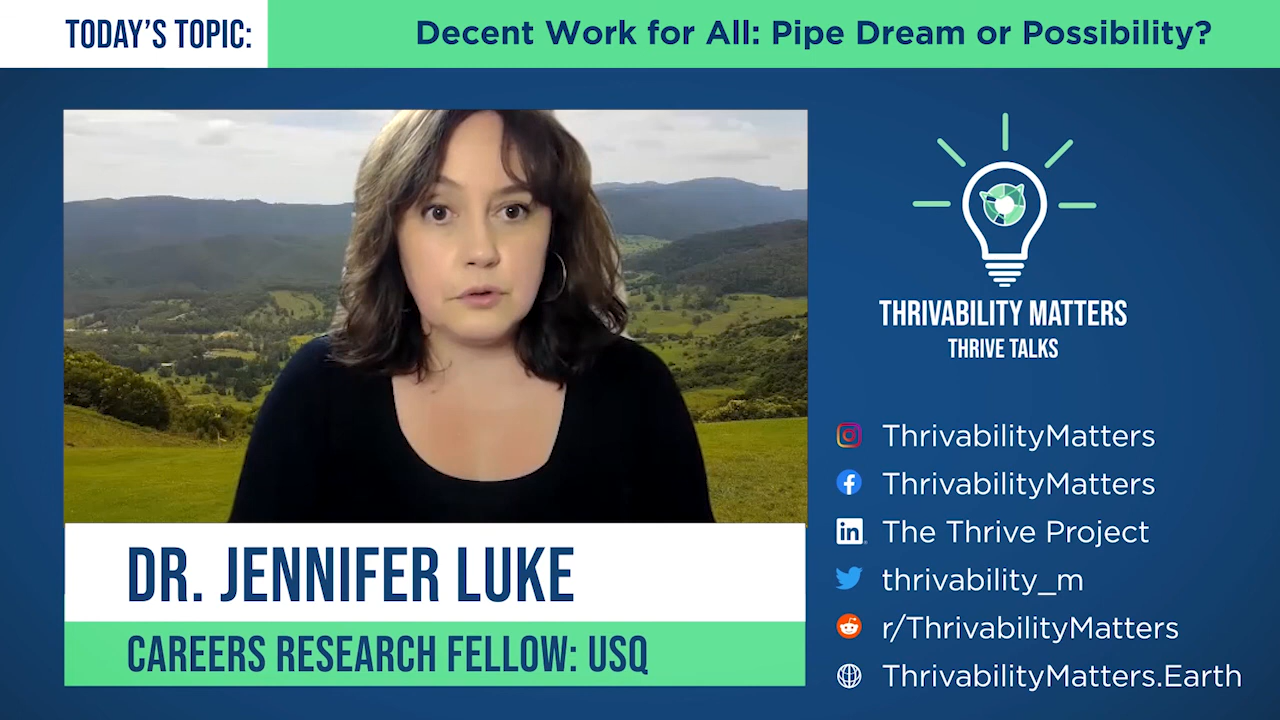 TODAY'S TOPIC:
Decent Work for All: Pipe Dream or Possibility?
THRIVABILITY MATTERS
THRIVE TALKS
DR. JENNIFER LUKE
CAREERS RESEARCH FELLOW: USQ
ThrivabilityMatters
ThrivabilityMatters
in
The Thrive Project
thrivability_m
r/ThrivabilityMatters
ThrivabilityMatters.Earth